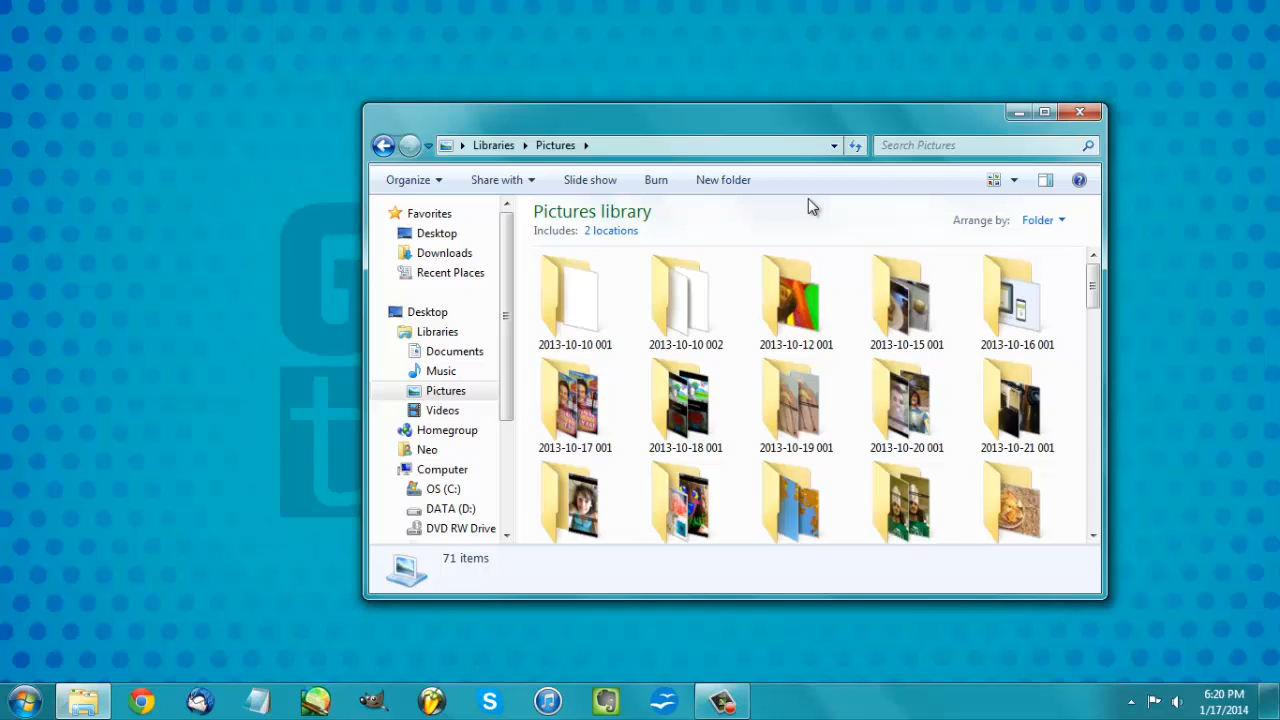 Libraries Pictures
Search Pictures
Organize Share with Slide show Burn New folder
Favorites
Desktop
Downloads
Recent Places
Desktop
Libraries
Documents
Music
Pictures
Videos
Homegroup
Neo
Computer
OS (C:)
DATA (D:)
DVD RW Drive
Pictures library
Includes: 2 locations
Arrange by: Folder
2013-10-10 001 2013-10-10 002 2013-10-12 001 2013-10-15 001 2013-10-16 001
2013-10-17 001 2013-10-18 001 2013-10-19 001 2013-10-20 001 2013-10-21 001
71 items
6:20 PM
1/17/2014